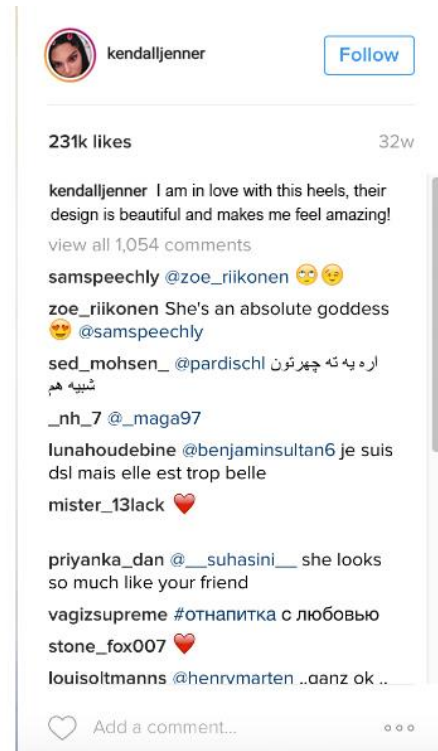 kendalljenner
Follow
231k likes
32w
kendalljenner I am in love with this heels, their
design is beautiful and makes me feel amazing!
view all 1,054 comments
samspeechly @zoe_riikonen 🙄😉
zoe_riikonen She's an absolute goddess
😍 @samspeechly
sed_mohsen_ @pardischl اره یه ته چهرتون
شبیه هم
_nh_7 @_maga97
lunahoudebine @benjaminsultan6 je suis
dsl mais elle est trop belle
mister_13lack ❤️
priyanka_dan @__suhasini__ she looks
so much like your friend
vagizsupreme #отнапитка с любовью
stone_fox007 ❤️
louisoltmanns @henrymarten ..ganz ok ..
Add a comment...